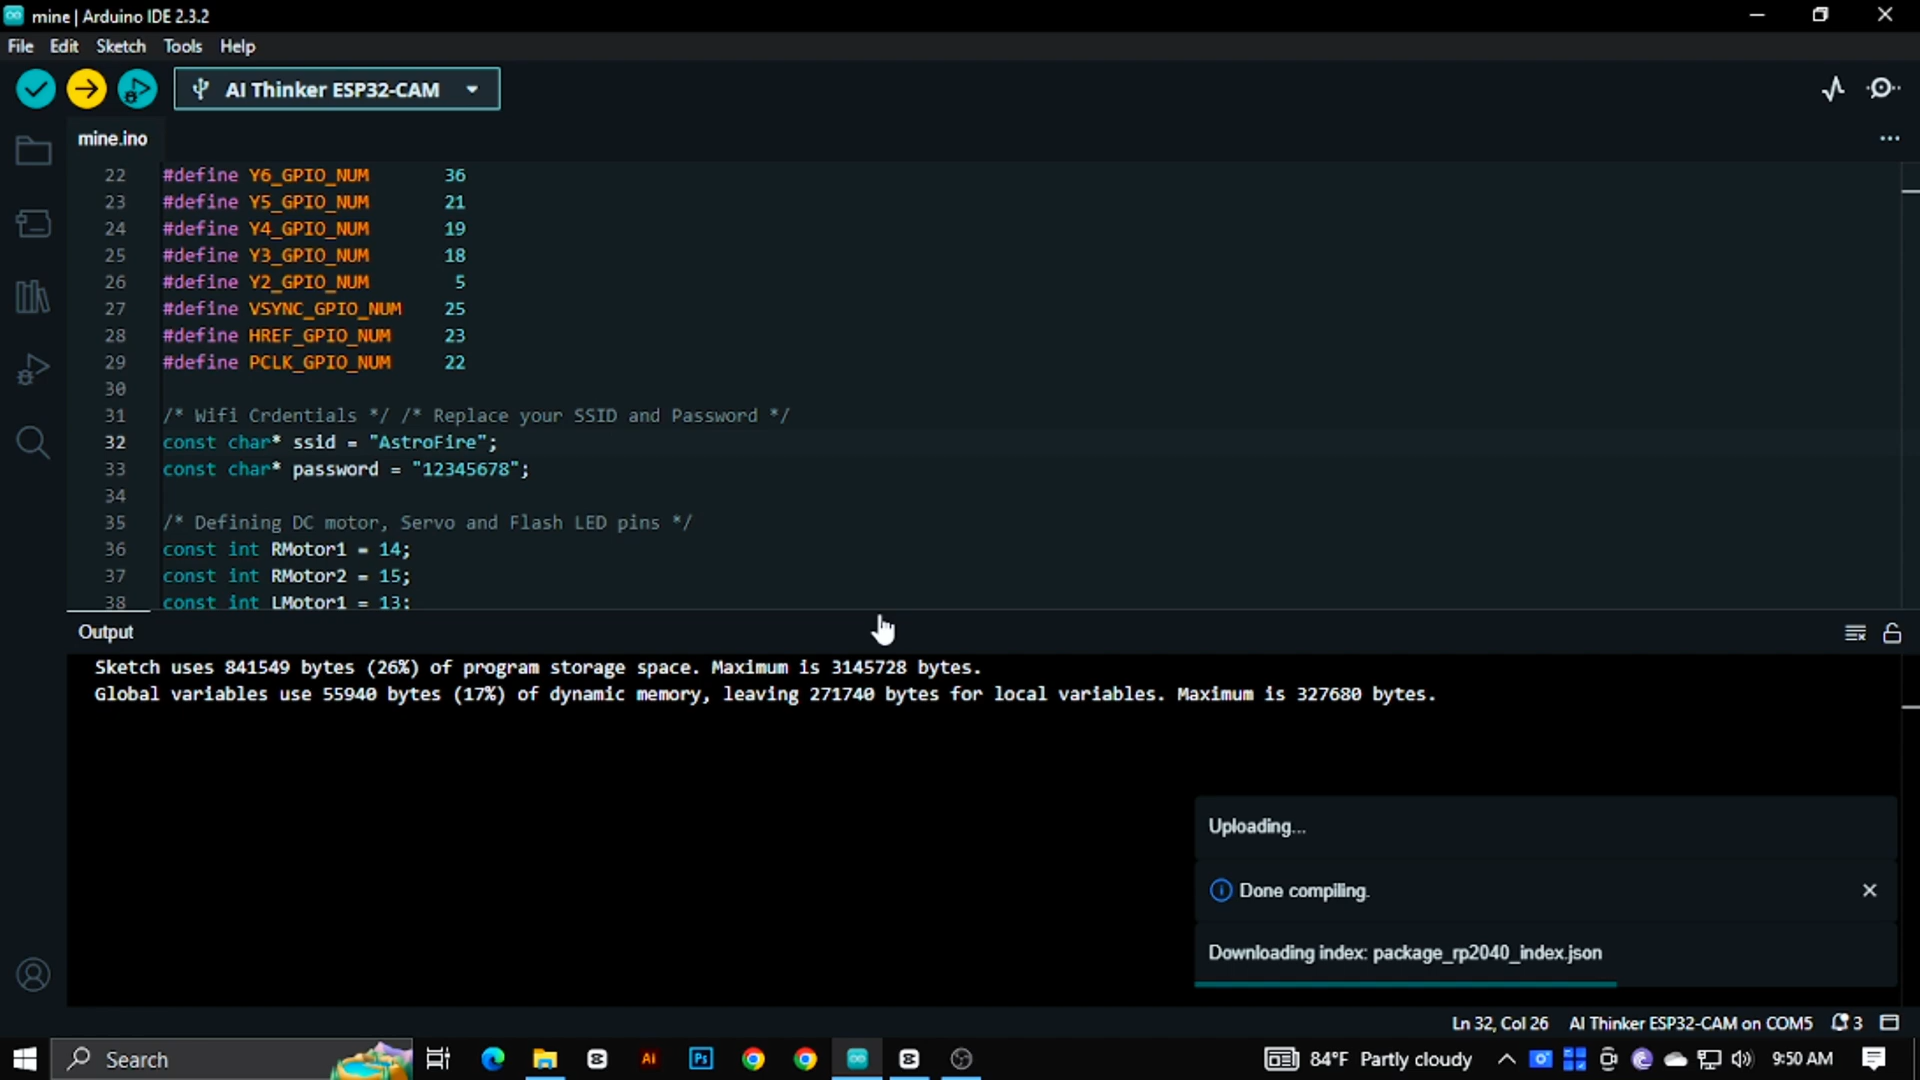 mine | Arduino IDE 2.3.2
File Edit Sketch Tools Help
AI Thinker ESP32-CAM
mine.ino
22 #define Y6_GPIO_NUM 36
23 #define Y5_GPIO_NUM 21
24 #define Y4_GPIO_NUM 19
25 #define Y3_GPIO_NUM 18
26 #define Y2_GPIO_NUM 5
27 #define VSYNC_GPIO_NUM 25
28 #define HREF_GPIO_NUM 23
29 #define PCLK_GPIO_NUM 22
30
31 /* Wifi Crdentials */ /* Replace your SSID and Password */
32 const char* ssid = "AstroFire";
33 const char* password = "12345678";
34
35 /* Defining DC motor, Servo and Flash LED pins */
36 const int RMotor1 = 14;
37 const int RMotor2 = 15;
38 const int LMotor1 = 13;
Output
Sketch uses 841549 bytes (26%) of program storage space. Maximum is 3145728 bytes.
Global variables use 55940 bytes (17%) of dynamic memory, leaving 271740 bytes for local variables. Maximum is 327680 bytes.
Uploading...
Done compiling.
Downloading index: package_rp2040_index.json
Ln 32, Col 26 AI Thinker ESP32-CAM on COM5 3
Search Ai Ps 84°F Partly cloudy 9:50 AM